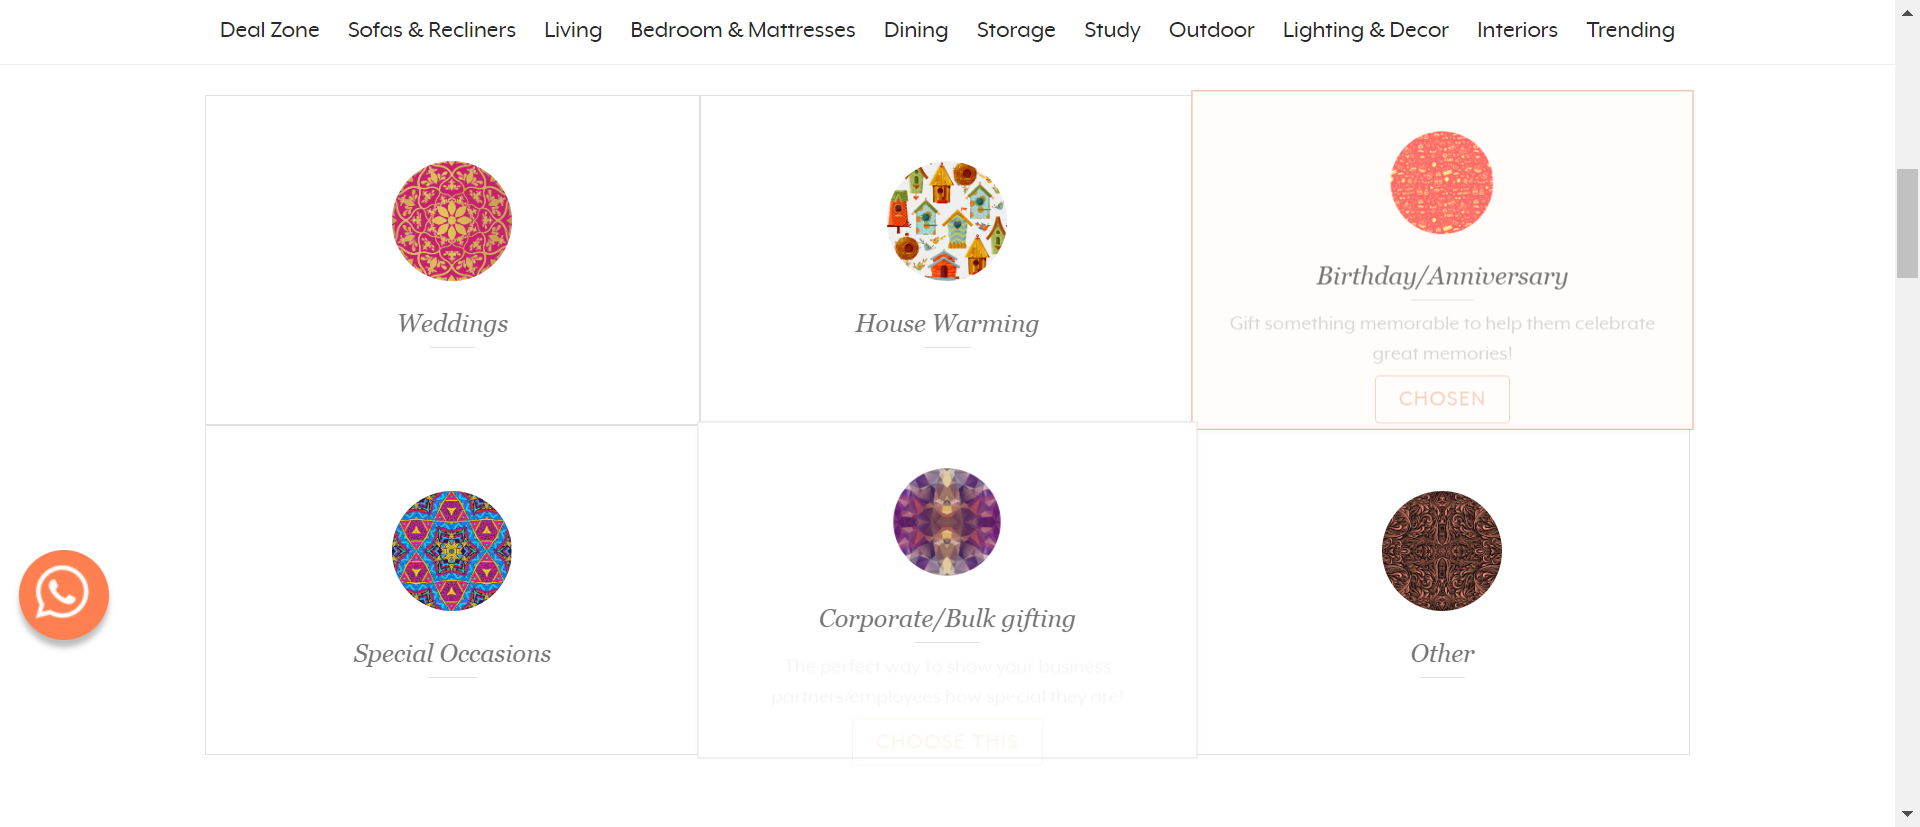 Deal Zone Sofas & Recliners Living Bedroom & Mattresses Dining Storage Study Outdoor Lighting & Decor Interiors Trending
Weddings
House Warming
Birthday/Anniversary
Gift something memorable to help them celebrate
great memories!
CHOSEN
Special Occasions
Corporate/Bulk gifting
The perfect way to show your business
partners/employees how special they are!
CHOOSE THIS
Other